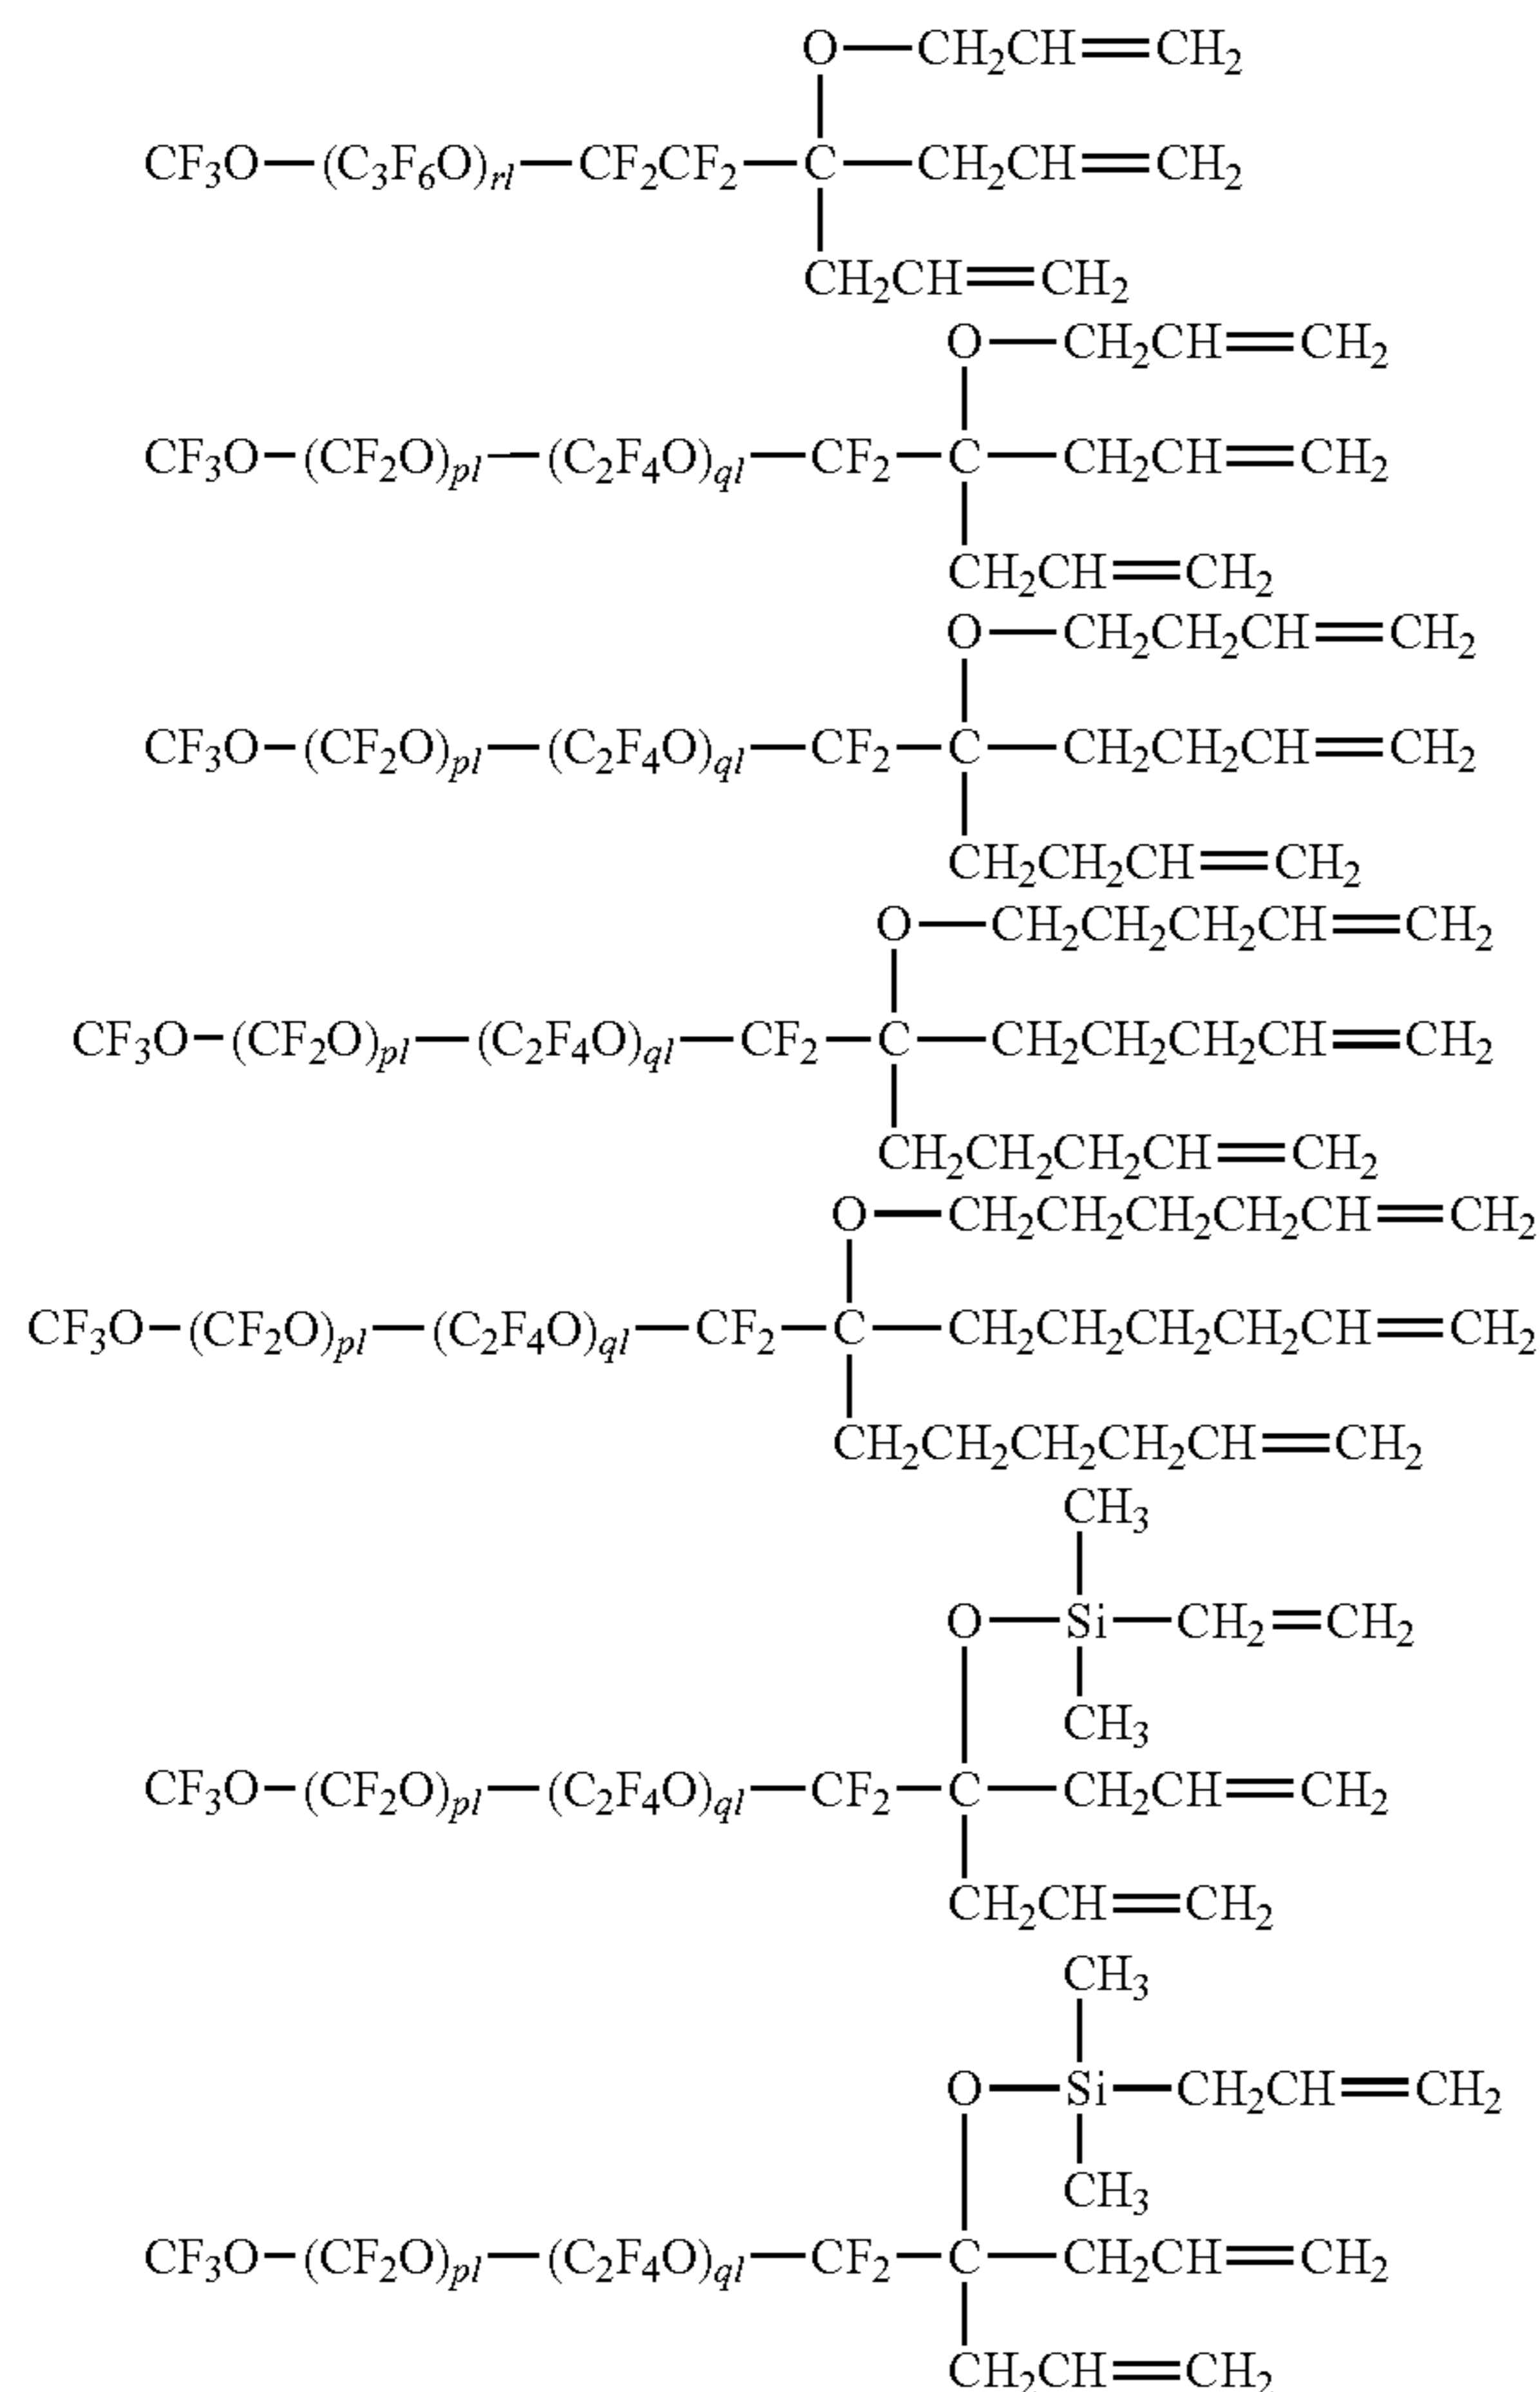 O—CH₂CH=CH₂
CF₃O—(C₃F₆O)rl—CF₂CF₂—C—CH₂CH=CH₂
CH₂CH=CH₂
O—CH₂CH=CH₂
CF₃O—(CF₂O)pl—(C₂F₄O)ql—CF₂—C—CH₂CH=CH₂
CH₂CH=CH₂
O—CH₂CH₂CH=CH₂
CF₃O—(CF₂O)pl—(C₂F₄O)ql—CF₂—C—CH₂CH₂CH=CH₂
CH₂CH₂CH=CH₂
O—CH₂CH₂CH₂CH=CH₂
CF₃O—(CF₂O)pl—(C₂F₄O)ql—CF₂—C—CH₂CH₂CH₂CH=CH₂
CH₂CH₂CH₂CH=CH₂
O—CH₂CH₂CH₂CH₂CH=CH₂
CF₃O—(CF₂O)pl—(C₂F₄O)ql—CF₂—C—CH₂CH₂CH₂CH₂CH=CH₂
CH₂CH₂CH₂CH₂CH=CH₂
CH₃
O—Si—CH₂=CH₂
CH₃
CF₃O—(CF₂O)pl—(C₂F₄O)ql—CF₂—C—CH₂CH=CH₂
CH₂CH=CH₂
CH₃
O—Si—CH₂CH=CH₂
CH₃
CF₃O—(CF₂O)pl—(C₂F₄O)ql—CF₂—C—CH₂CH=CH₂
CH₂CH=CH₂